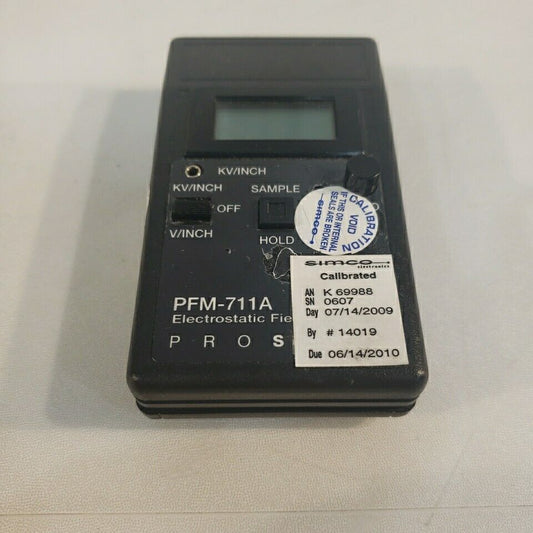 KV/INCH
KV/INCH SAMPLE
OFF
V/INCH HOLD
CALIBRATION
VOID
IF THIS OR INTERNAL
SEALS ARE BROKEN
SIMCO
PFM-711A
Electrostatic Fie
PROS
SIMCO
electronics
Calibrated
AN K 69988
SN 0607
Day 07/14/2009
By # 14019
Due 06/14/2010